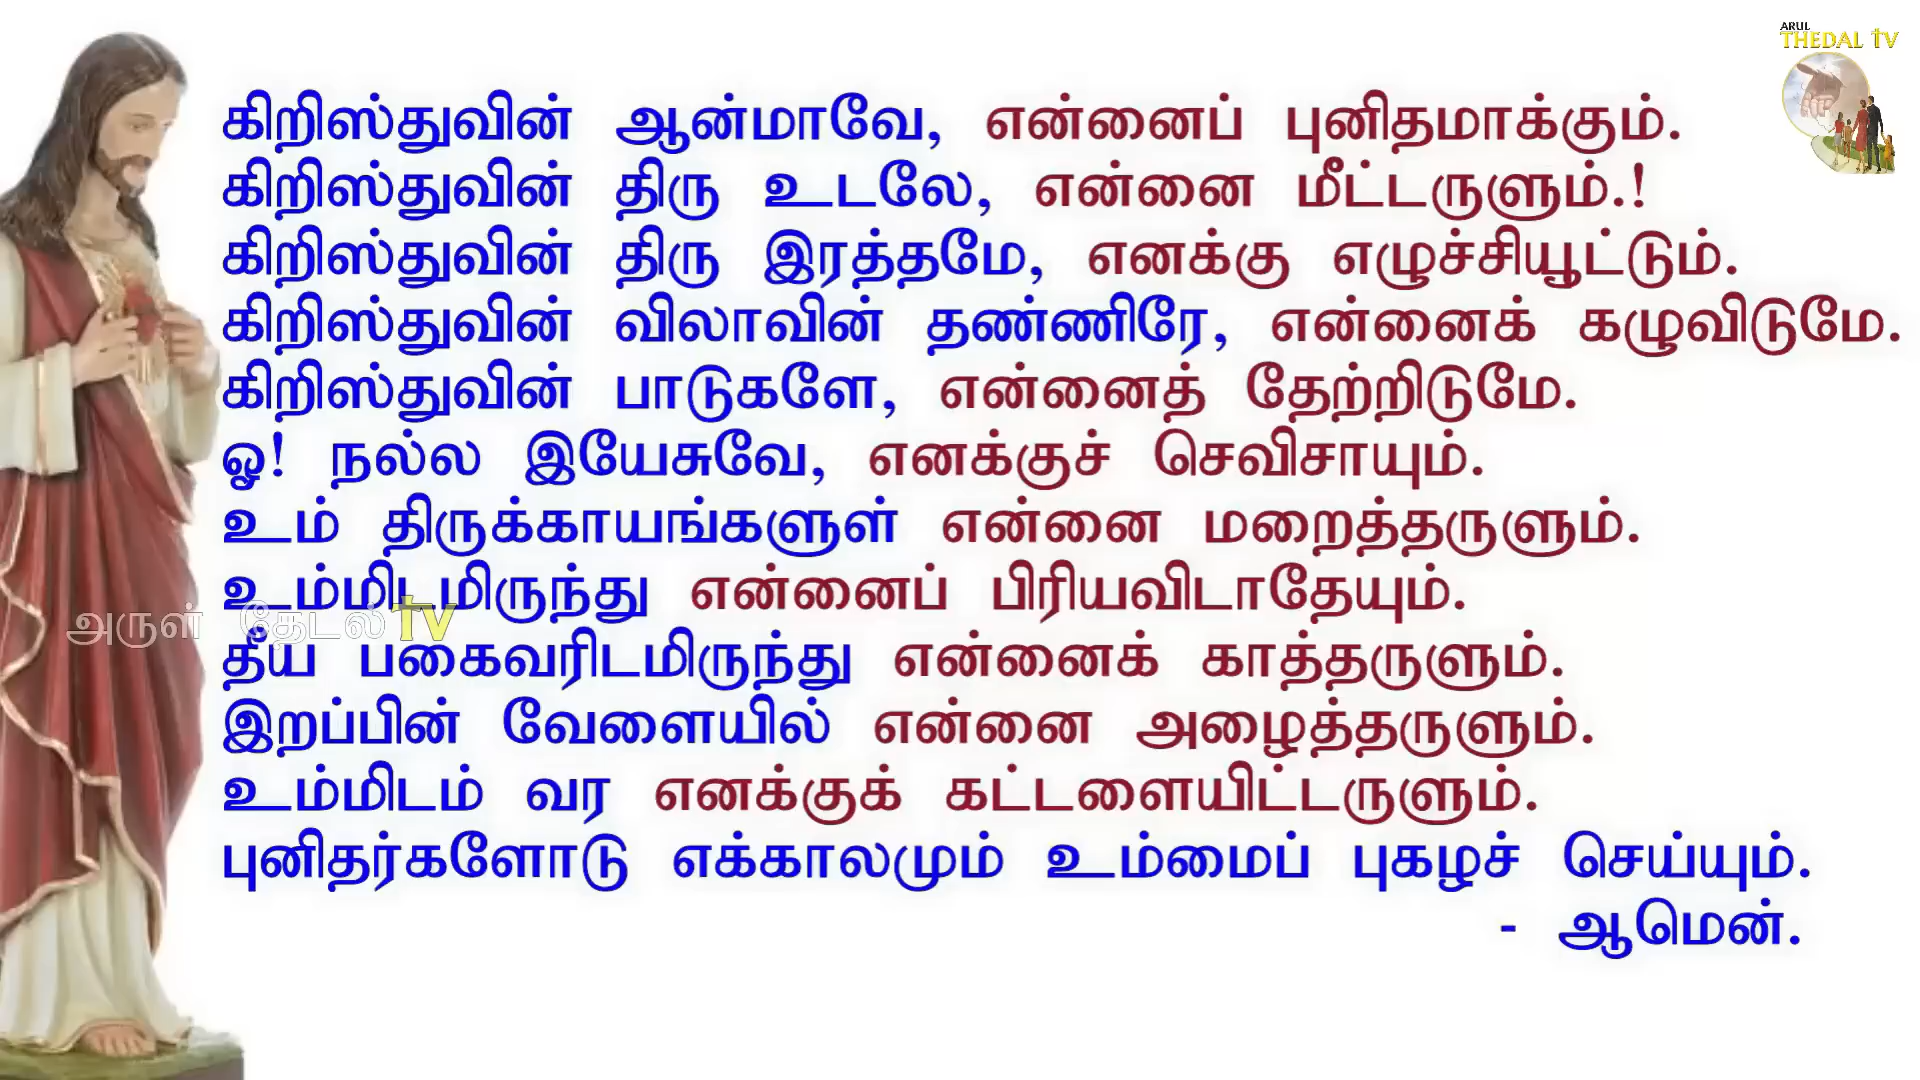 ARUL
THEDAL TV
கிறிஸ்துவின் ஆன்மாவே, என்னைப் புனிதமாக்கும்.
கிறிஸ்துவின் திரு உடலே, என்னை மீட்டருளும்.!
கிறிஸ்துவின் திரு இரத்தமே, எனக்கு எழுச்சியூட்டும்.
கிறிஸ்துவின் விலாவின் தண்ணிரே, என்னைக் கழுவிடுமே.
கிறிஸ்துவின் பாடுகளே, என்னைத் தேற்றிடுமே.
ஓ! நல்ல இயேசுவே, எனக்குச் செவிசாயும்.
உம் திருக்காயங்களுள் என்னை மறைத்தருளும்.
உம்மிடமிருந்து என்னைப் பிரியவிடாதேயும்.
அருள் தேடல் TV
தீய பகைவரிடமிருந்து என்னைக் காத்தருளும்.
இறப்பின் வேளையில் என்னை அழைத்தருளும்.
உம்மிடம் வர எனக்குக் கட்டளையிட்டருளும்.
புனிதர்களோடு எக்காலமும் உம்மைப் புகழச் செய்யும்.
- ஆமென்.